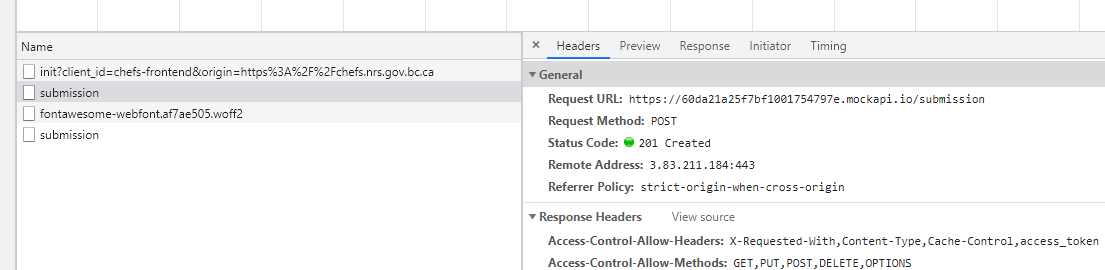 Name
init?client_id=chefs-frontend&origin=https%3A%2F%2Fchefs.nrs.gov.bc.ca
submission
fontawesome-webfont.af7ae505.woff2
submission
× Headers Preview Response Initiator Timing
General
Request URL: https://60da21a25f7bf1001754797e.mockapi.io/submission
Request Method: POST
Status Code: 201 Created
Remote Address: 3.83.211.184:443
Referrer Policy: strict-origin-when-cross-origin
Response Headers View source
Access-Control-Allow-Headers: X-Requested-With,Content-Type,Cache-Control,access_token
Access-Control-Allow-Methods: GET,PUT,POST,DELETE,OPTIONS